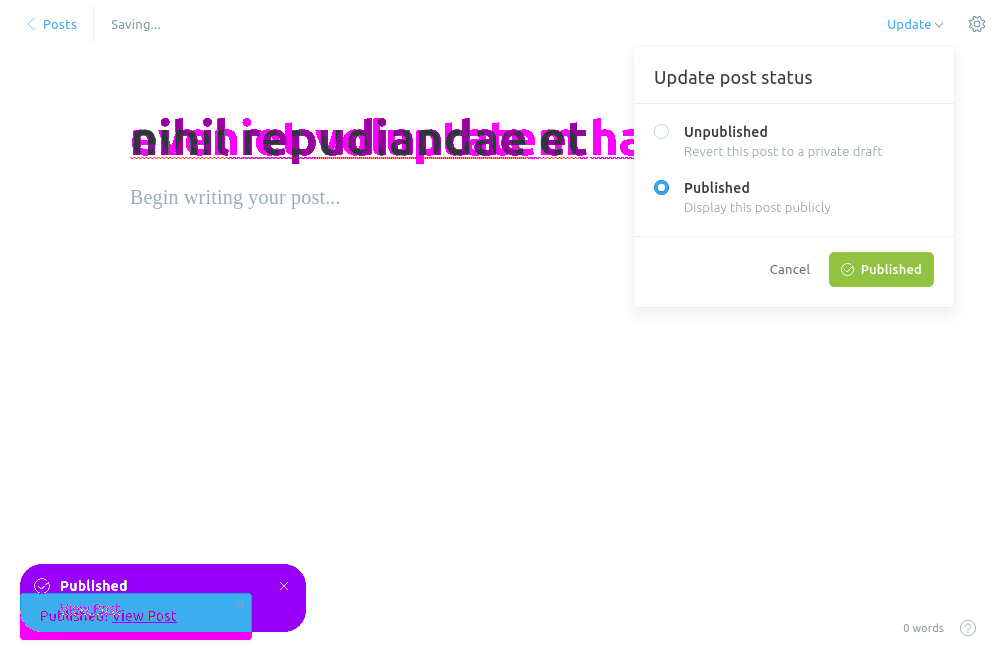 Posts
Saving...
Update
Update post status
Unpublished
Revert this post to a private draft
Published
Display this post publicly
Cancel
Published
nihil repudiandae et
Begin writing your post...
Published
View Post
Published! View Post
0 words
?